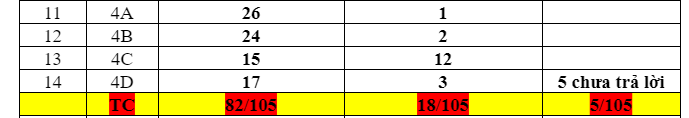 11 4A 26 1
12 4B 24 2
13 4C 15 12
14 4D 17 3 5 chưa trả lời
TC 82/105 18/105 5/105